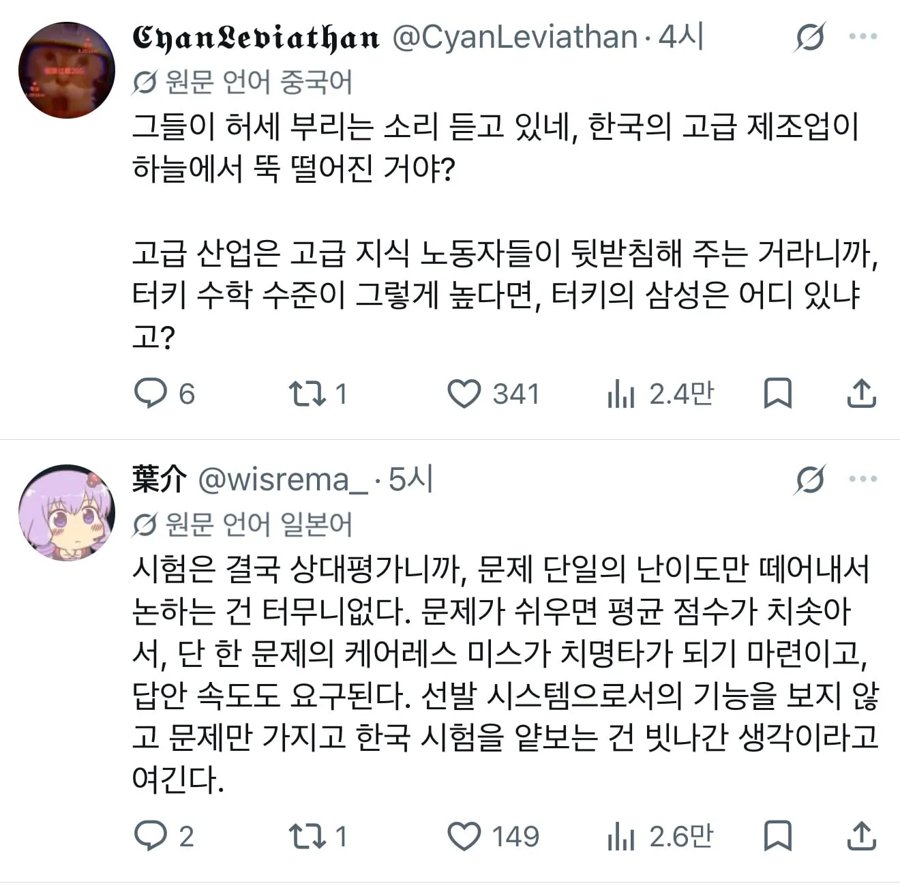 𝕮𝖞𝖆𝖓𝕷𝖊𝖛𝖎𝖆𝖙𝖍𝖆𝖓 @CyanLeviathan · 4시
원문 언어 중국어
그들이 허세 부리는 소리 듣고 있네, 한국의 고급 제조업이
하늘에서 뚝 떨어진 거야?
고급 산업은 고급 지식 노동자들이 뒷받침해 주는 거라니까,
터키 수학 수준이 그렇게 높다면, 터키의 삼성은 어디 있냐
고?
6 1 341 2.4만
葉介 @wisrema_ · 5시
원문 언어 일본어
시험은 결국 상대평가니까, 문제 단일의 난이도만 떼어내서
논하는 건 터무니없다. 문제가 쉬우면 평균 점수가 치솟아
서, 단 한 문제의 케어레스 미스가 치명타가 되기 마련이고,
답안 속도도 요구된다. 선발 시스템으로서의 기능을 보지 않
고 문제만 가지고 한국 시험을 얕보는 건 빗나간 생각이라고
여긴다.
2 1 149 2.6만